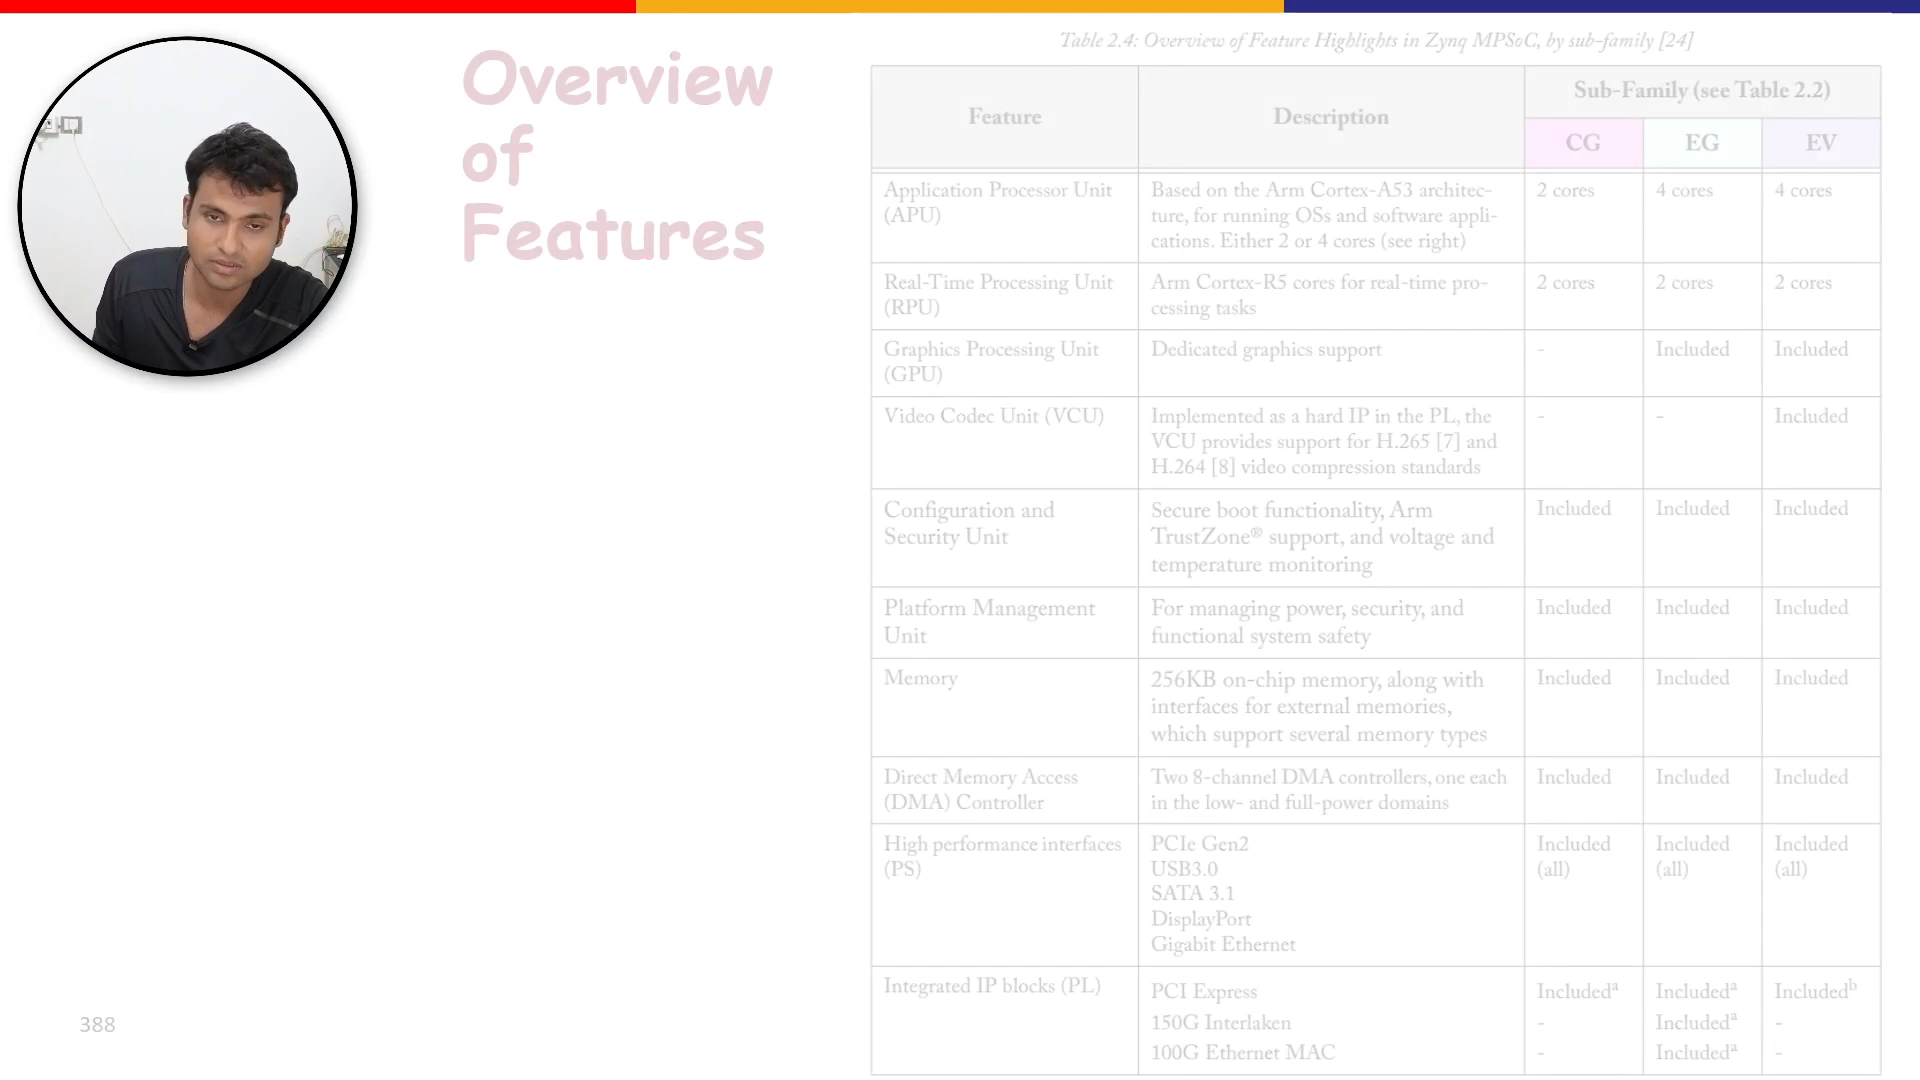 Overview
of
Features
Table 2.4: Overview of Feature Highlights in Zynq MPSoC, by sub-family [24]
Feature Description Sub-Family (see Table 2.2)
CG EG EV
Application Processor Unit (APU)
Based on the Arm Cortex-A53 architec-
ture, for running OSs and software appli-
cations. Either 2 or 4 cores (see right)
2 cores 4 cores 4 cores
Real-Time Processing Unit
(RPU)
Arm Cortex-R5 cores for real-time pro-
cessing tasks
2 cores 2 cores 2 cores
Graphics Processing Unit
(GPU)
Dedicated graphics support
- Included Included
Video Codec Unit (VCU)
Implemented as a hard IP in the PL, the
VCU provides support for H.265 [7] and
H.264 [8] video compression standards
- - Included
Configuration and
Security Unit
Secure boot functionality, Arm
TrustZone® support, and voltage and
temperature monitoring
Included Included Included
Platform Management
Unit
For managing power, security, and
functional system safety
Included Included Included
Memory
256KB on-chip memory, along with
interfaces for external memories,
which support several memory types
Included Included Included
Direct Memory Access
(DMA) Controller
Two 8-channel DMA controllers, one each
in the low- and full-power domains
Included Included Included
High performance interfaces
(PS)
PCIe Gen2
USB3.0
SATA 3.1
DisplayPort
Gigabit Ethernet
Included Included Included
(all) (all) (all)
Integrated IP blocks (PL)
PCI Express Includedᵃ Includedᵃ Includedᵇ
150G Interlaken - Includedᵃ -
100G Ethernet MAC - Includedᵃ -
388